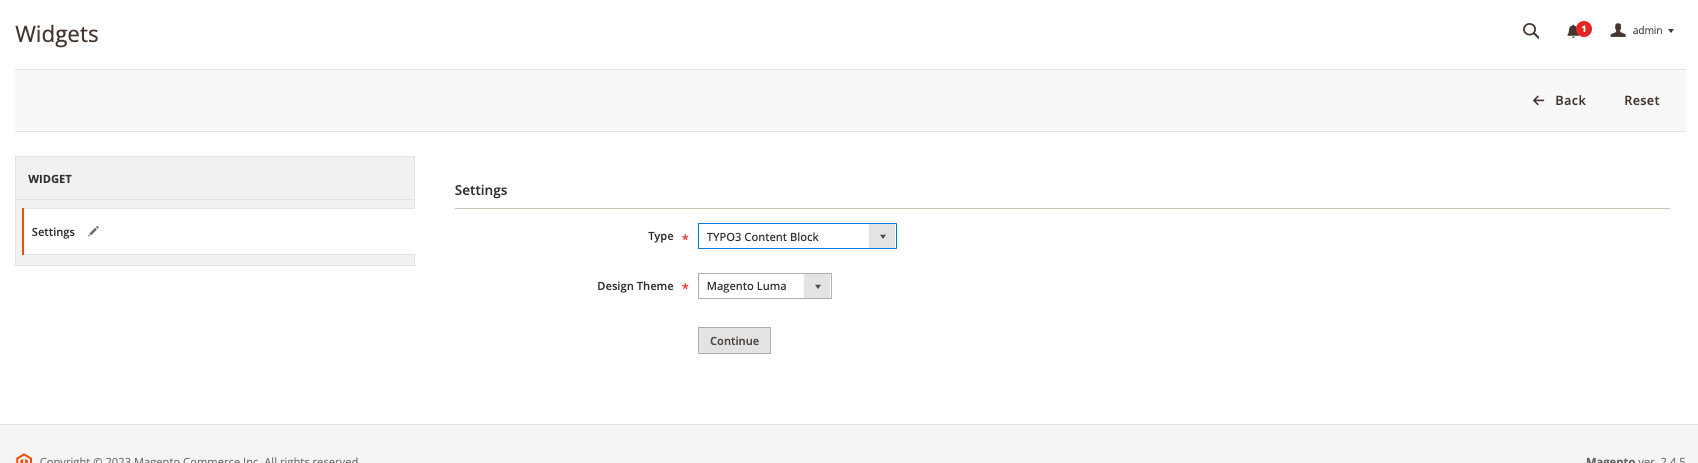 Widgets
1
admin
Back
Reset
WIDGET
Settings
Settings
Type *
TYPO3 Content Block
Design Theme *
Magento Luma
Continue
Copyright © 2023 Magento Commerce Inc. All rights reserved.
Magento ver. 2.4.5